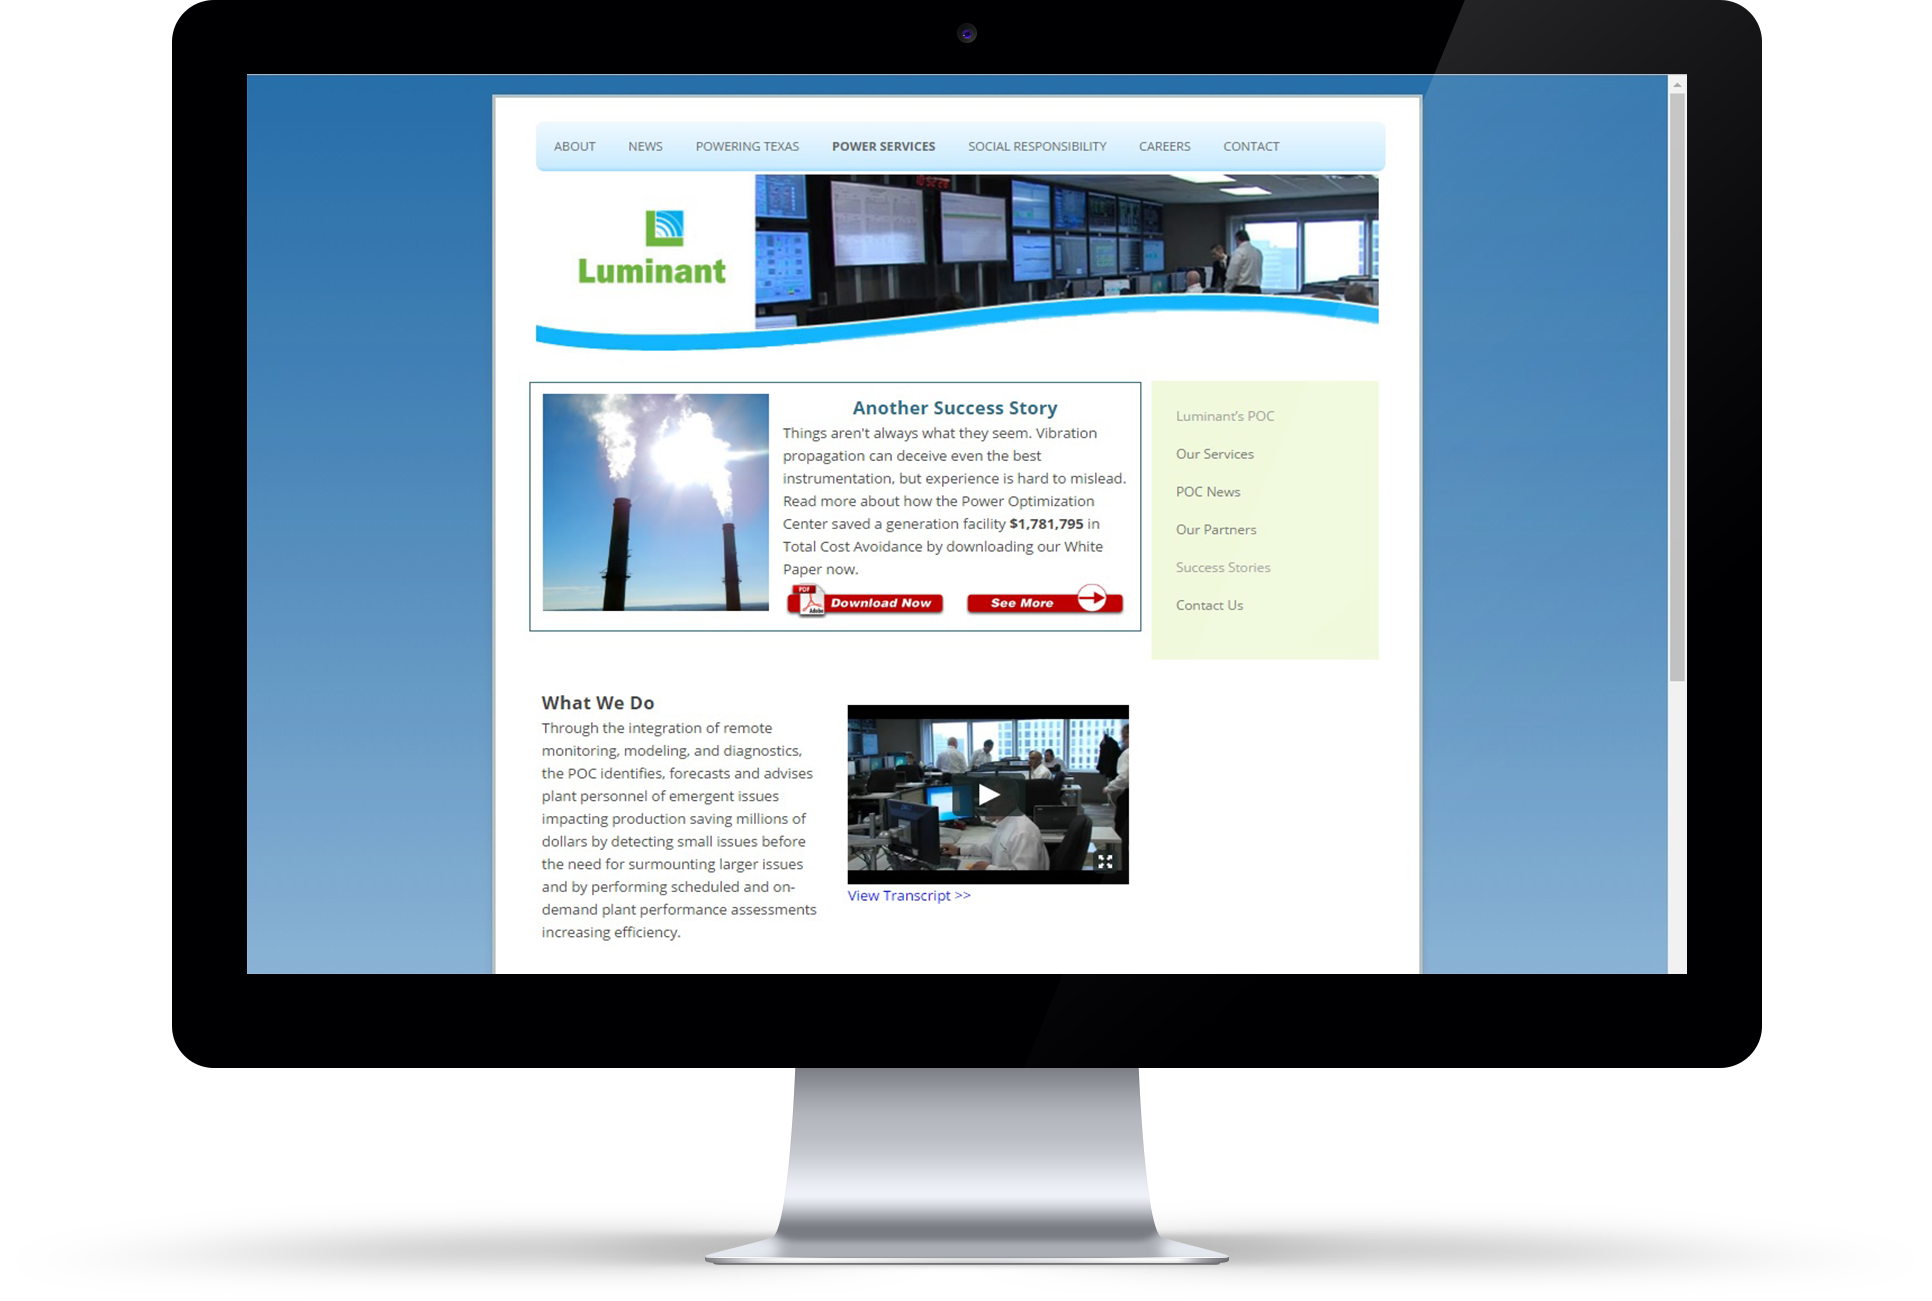 ABOUT NEWS POWERING TEXAS POWER SERVICES SOCIAL RESPONSIBILITY CAREERS CONTACT
10:52:26
Luminant
Another Success Story
Things aren't always what they seem. Vibration
propagation can deceive even the best
instrumentation, but experience is hard to mislead.
Read more about how the Power Optimization
Center saved a generation facility $1,781,795 in
Total Cost Avoidance by downloading our White
Paper now.
PDF
Adobe
Download Now
See More
Luminant's POC
Our Services
POC News
Our Partners
Success Stories
Contact Us
What We Do
Through the integration of remote
monitoring, modeling, and diagnostics,
the POC identifies, forecasts and advises
plant personnel of emergent issues
impacting production saving millions of
dollars by detecting small issues before
the need for surmounting larger issues
and by performing scheduled and on-
demand plant performance assessments
increasing efficiency.
View Transcript >>